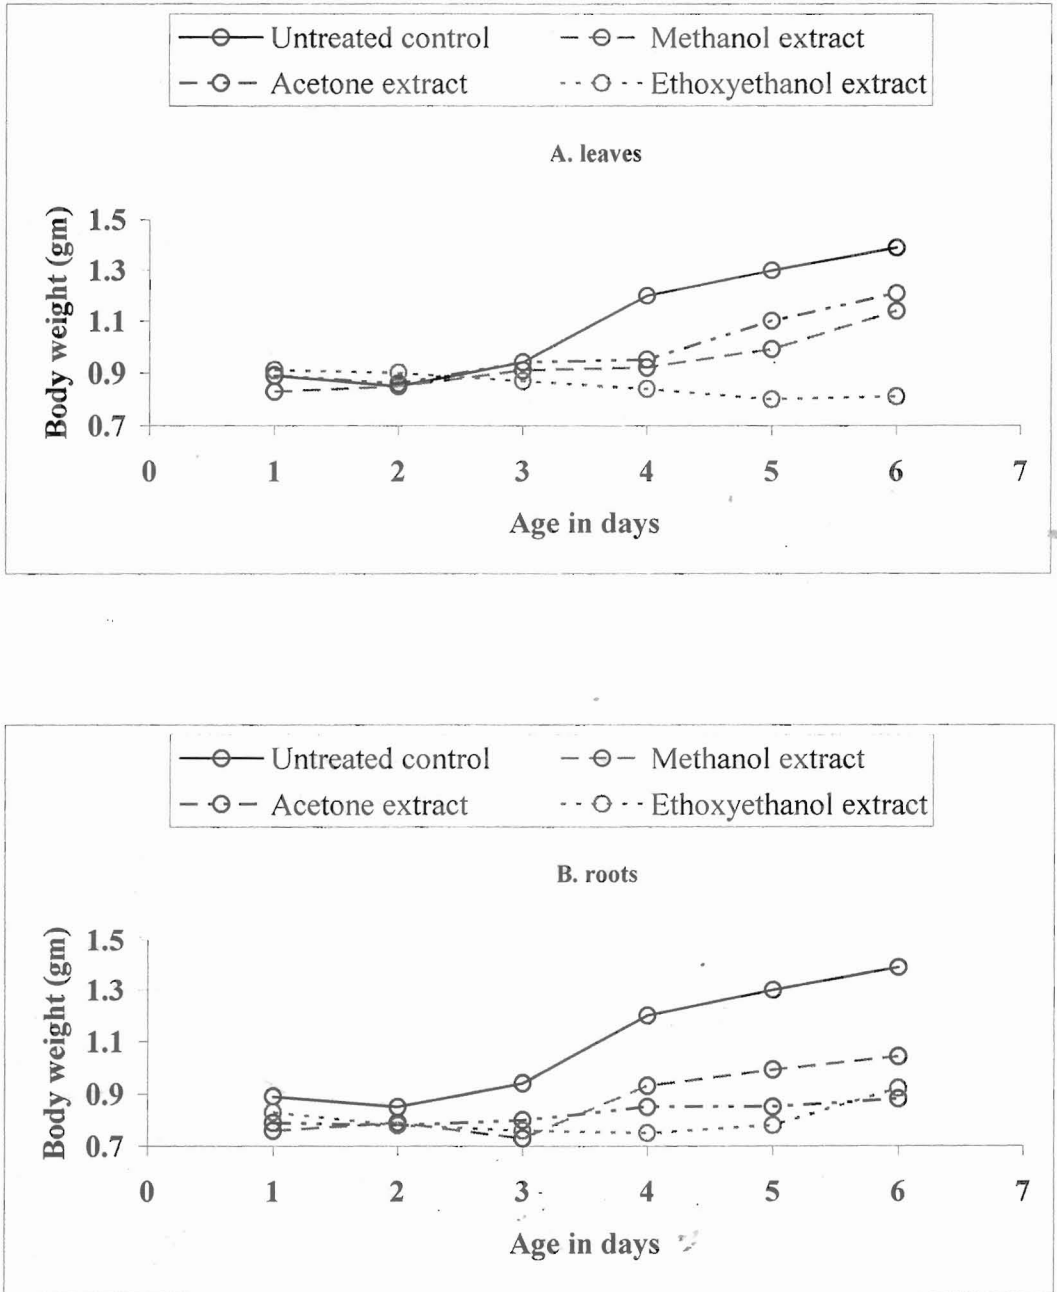 Untreated control Methanol extract
Acetone extract Ethoxyethanol extract
A. leaves
Body weight (gm)
1.5
1.3
1.1
0.9
0.7
0 1 2 3 4 5 6 7
Age in days
Untreated control Methanol extract
Acetone extract Ethoxyethanol extract
B. roots
Body weight (gm)
1.5
1.3
1.1
0.9
0.7
0 1 2 3 4 5 6 7
Age in days